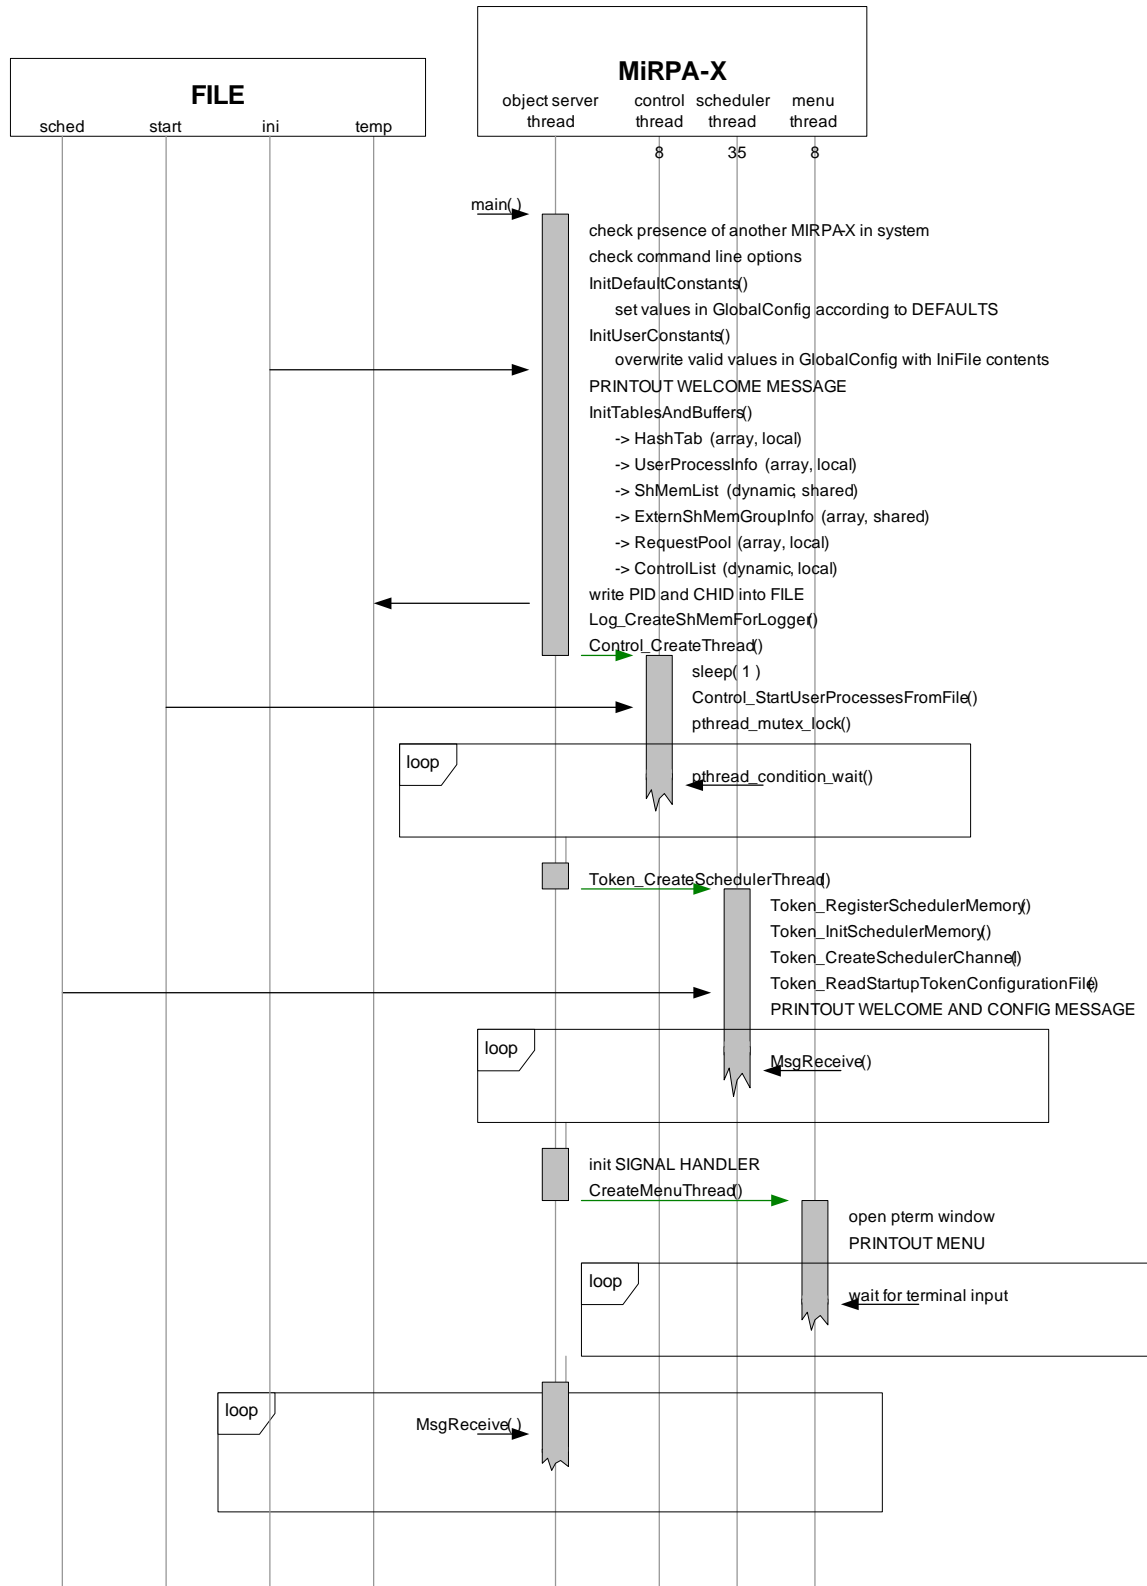 FILE
sched start ini temp
MiRPA-X
object server thread
control thread
scheduler thread
menu thread
8 35 8
main( )
check presence of another MIRPA-X in system
check command line options
InitDefaultConstants()
set values in GlobalConfig according to DEFAULTS
InitUserConstants()
overwrite valid values in GlobalConfig with IniFile contents
PRINTOUT WELCOME MESSAGE
InitTablesAndBuffers()
-> HashTab (array, local)
-> UserProcessInfo (array, local)
-> ShMemList (dynamic, shared)
-> ExternShMemGroupInfo (array, shared)
-> RequestPool (array, local)
-> ControlList (dynamic, local)
write PID and CHID into FILE
Log_CreateShMemForLogger()
Control_CreateThread()
sleep( 1 )
Control_StartUserProcessesFromFile()
pthread_mutex_lock()
loop
pthread_condition_wait()
Token_CreateSchedulerThread()
Token_RegisterSchedulerMemory()
Token_InitSchedulerMemory()
Token_CreateSchedulerChannel()
Token_ReadStartupTokenConfigurationFile()
PRINTOUT WELCOME AND CONFIG MESSAGE
loop
MsgReceive()
init SIGNAL HANDLER
CreateMenuThread()
open pterm window
PRINTOUT MENU
loop
wait for terminal input
loop
MsgReceive( )